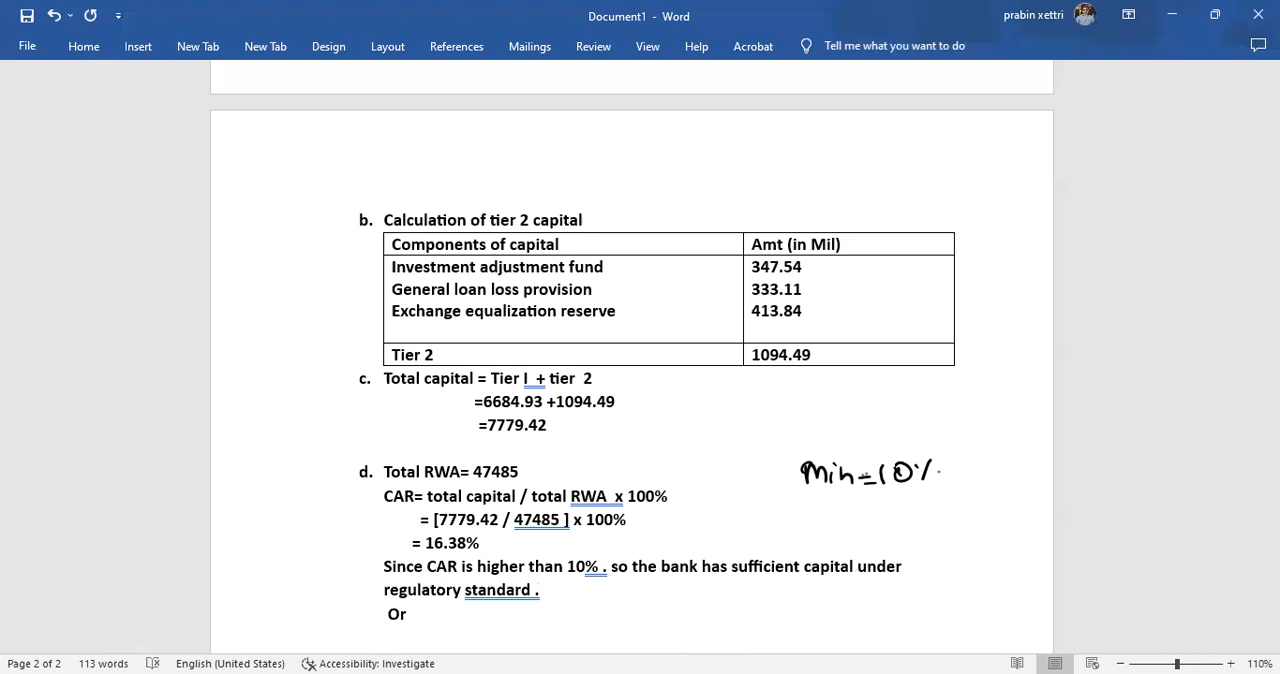 Document1 - Word
prabin xettri
File Home Insert New Tab New Tab Design Layout References Mailings Review View Help Acrobat Tell me what you want to do
b. Calculation of tier 2 capital
Components of capital Amt (in Mil)
Investment adjustment fund 347.54
General loan loss provision 333.11
Exchange equalization reserve 413.84
Tier 2 1094.49
c. Total capital = Tier I + tier 2
=6684.93 +1094.49
=7779.42
d. Total RWA= 47485 Min=10%
CAR= total capital / total RWA x 100%
= [7779.42 / 47485 ] x 100%
= 16.38%
Since CAR is higher than 10% . so the bank has sufficient capital under
regulatory standard .
Or
Page 2 of 2 113 words English (United States) Accessibility: Investigate 110%